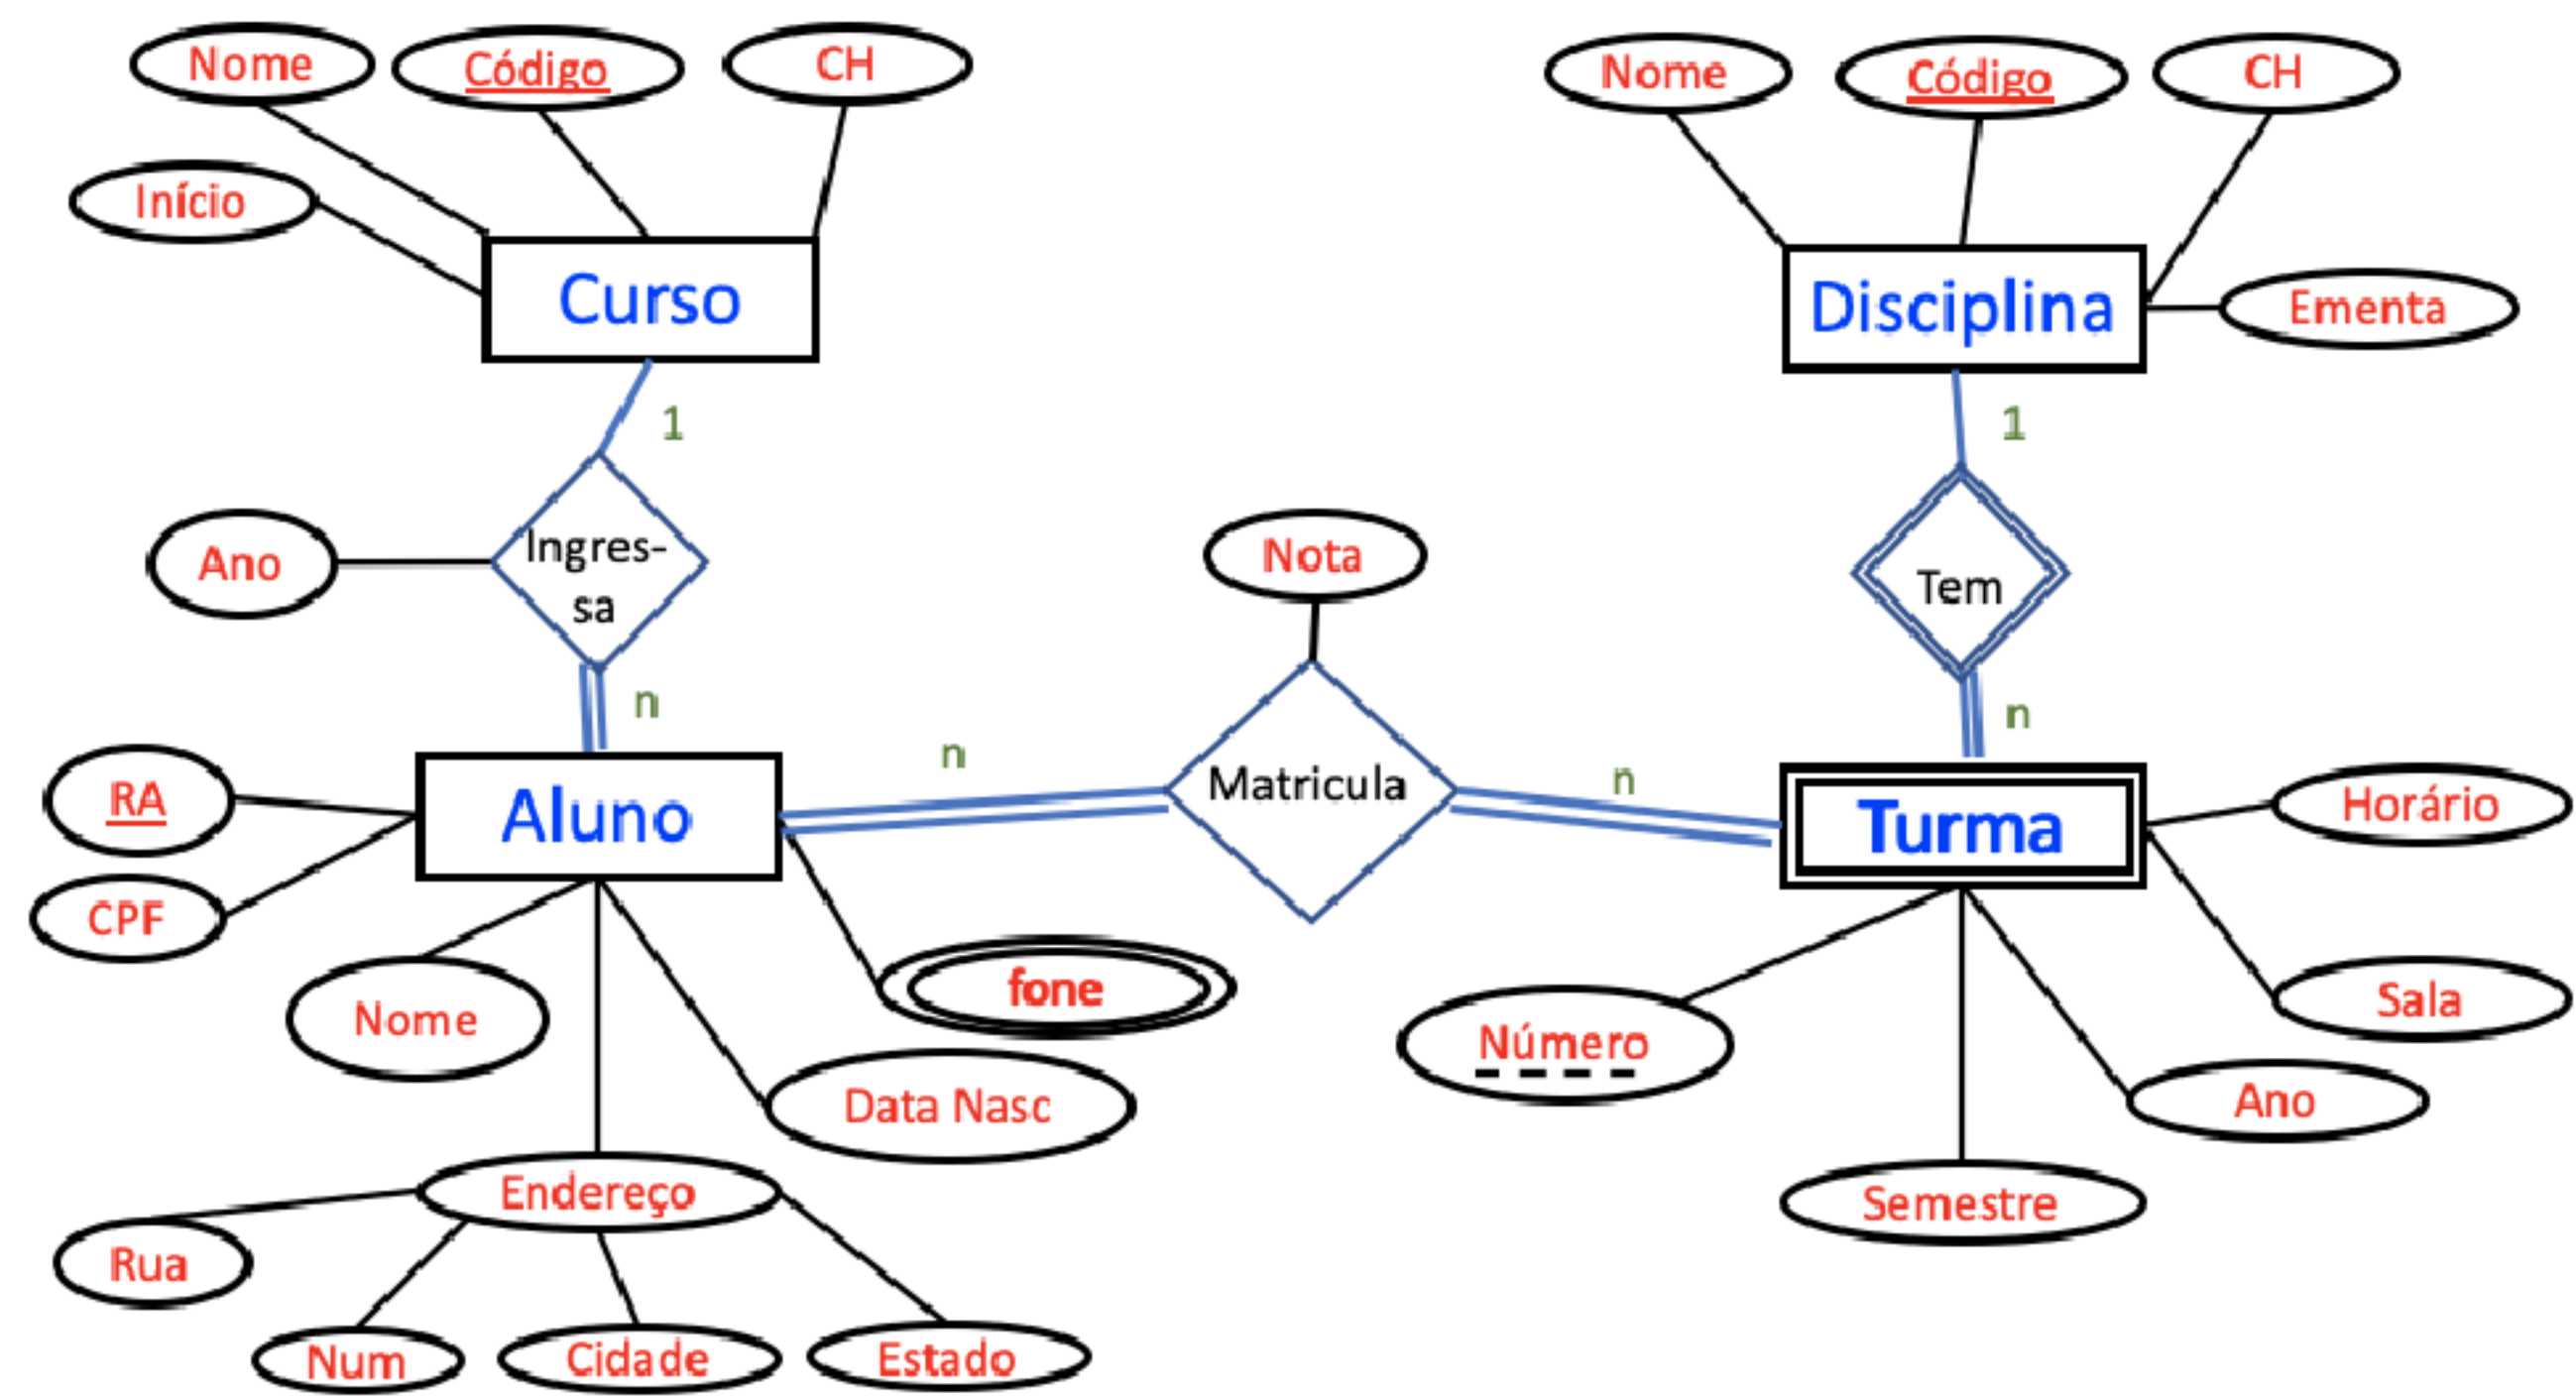 Nome
Código
CH
Nome
Código
CH
Início
Curso
Disciplina
Ementa
1
1
Ano
Ingres-
sa
Nota
Tem
n
n
n
n
RA
Aluno
Matricula
Turma
Horário
CPF
Nome
fone
Data Nasc
Número
Sala
Ano
Endereço
Semestre
Rua
Num
Cidade
Estado